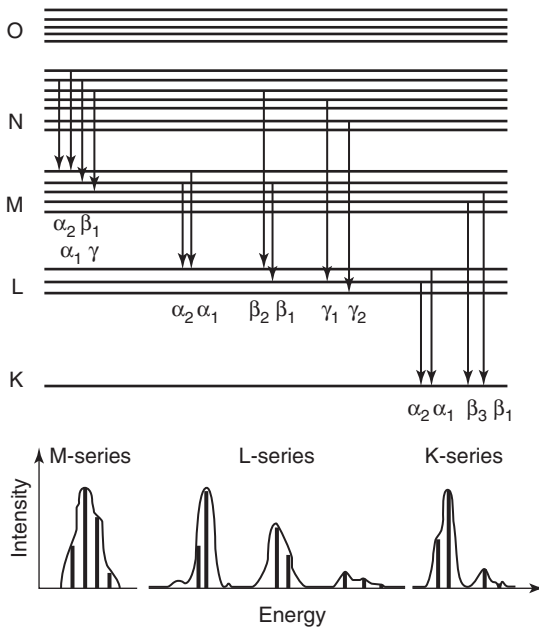 O
N
M
α₂ β₁
α₁ γ
L
α₂ α₁ β₂ β₁ γ₁ γ₂
K
α₂ α₁ β₃ β₁
M-series L-series K-series
Intensity
Energy